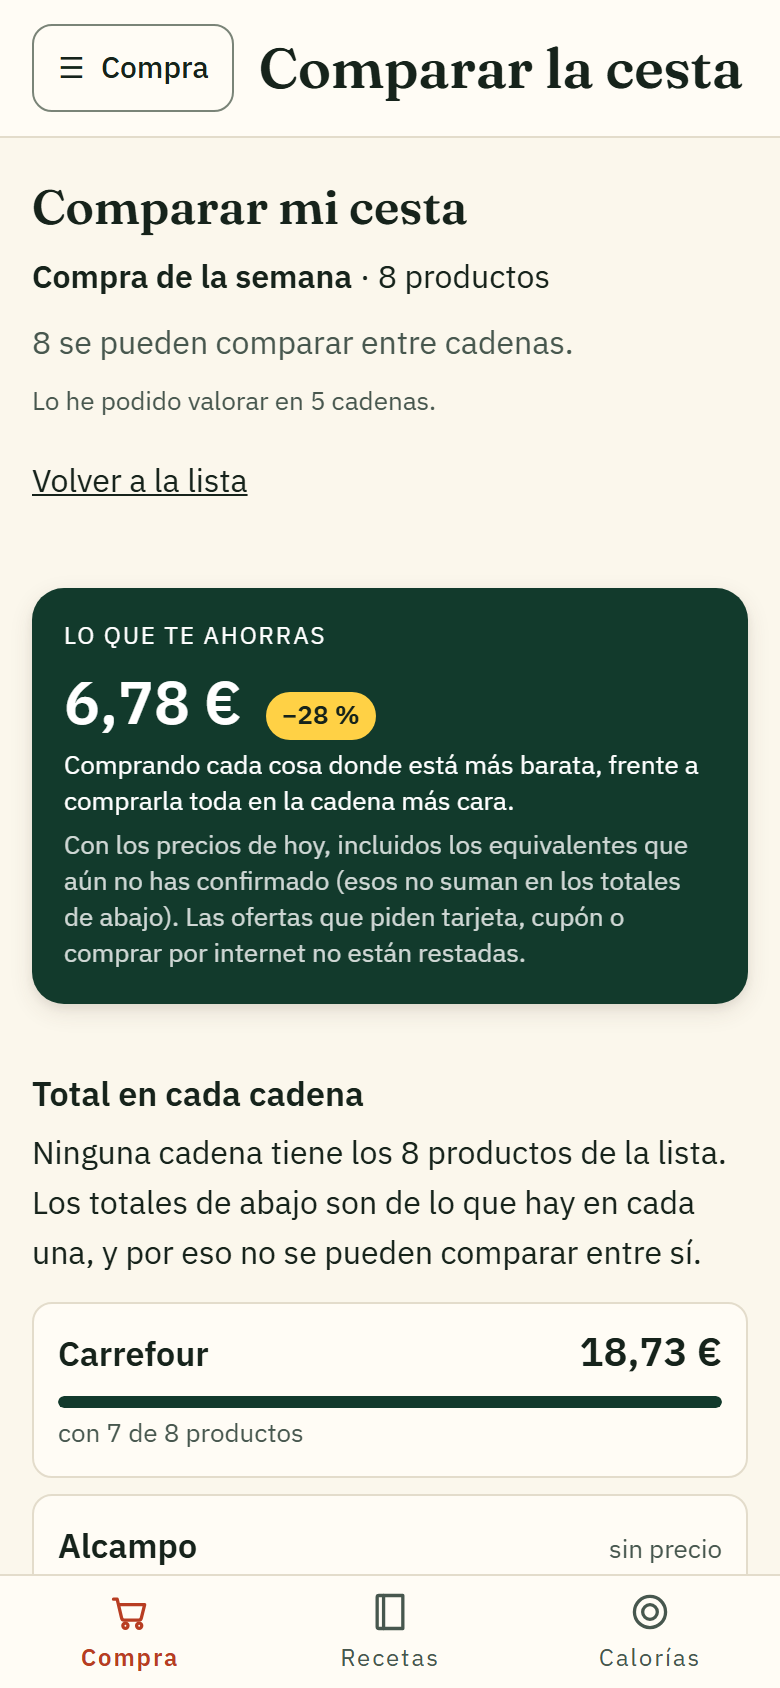 ☰ Compra
Comparar la cesta
Comparar mi cesta
Compra de la semana · 8 productos
8 se pueden comparar entre cadenas.
Lo he podido valorar en 5 cadenas.
Volver a la lista
LO QUE TE AHORRAS
6,78 € −28 %
Comprando cada cosa donde está más barata, frente a
comprarla toda en la cadena más cara.
Con los precios de hoy, incluidos los equivalentes que
aún no has confirmado (esos no suman en los totales
de abajo). Las ofertas que piden tarjeta, cupón o
comprar por internet no están restadas.
Total en cada cadena
Ninguna cadena tiene los 8 productos de la lista.
Los totales de abajo son de lo que hay en cada
una, y por eso no se pueden comparar entre sí.
Carrefour 18,73 €
con 7 de 8 productos
Alcampo sin precio
Compra Recetas Calorías